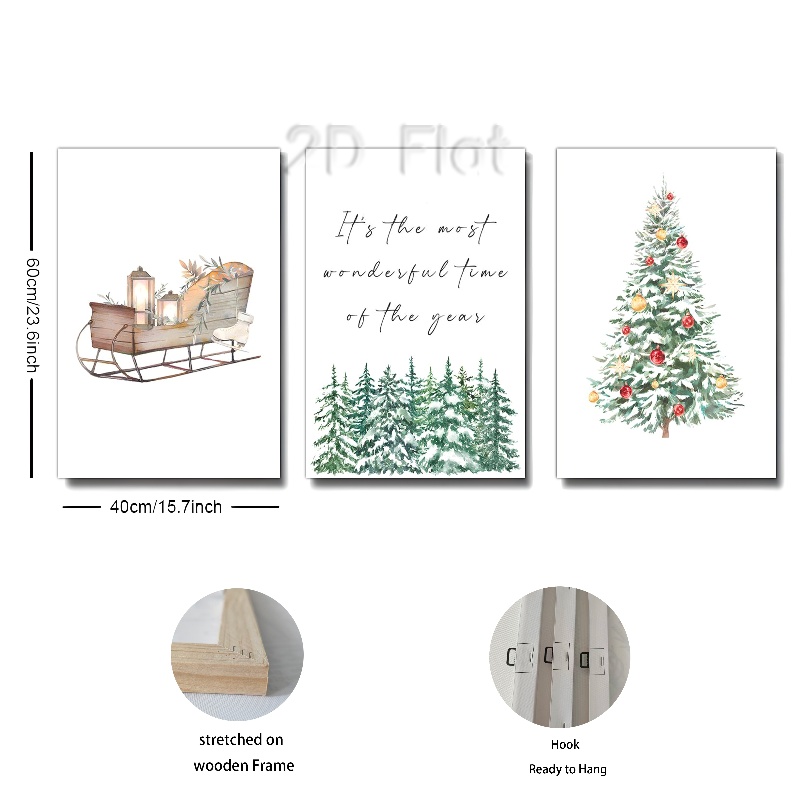 2D Flat
It's the most
wonderful time
of the year
60cm/23.6inch
40cm/15.7inch
stretched on
wooden Frame
Hook
Ready to Hang